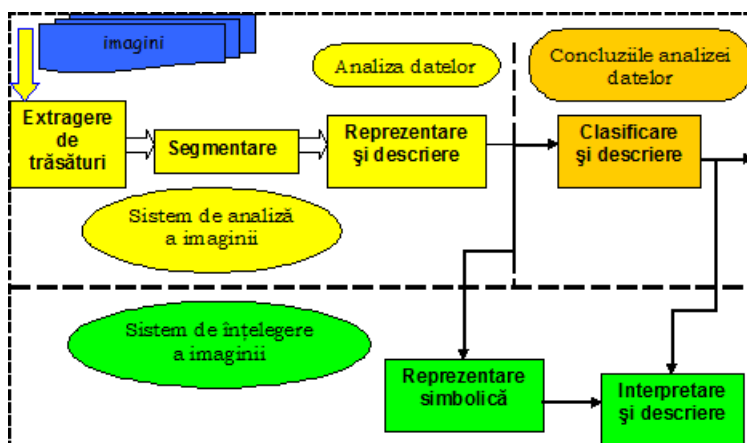 imagini
Analiza datelor
Concluziile analizei
datelor
Extragere
de
trăsături
Segmentare
Reprezentare
şi descriere
Clasificare
şi descriere
Sistem de analiză
a imaginii
Sistem de înţelegere
a imaginii
Reprezentare
simbolică
Interpretare
şi descriere